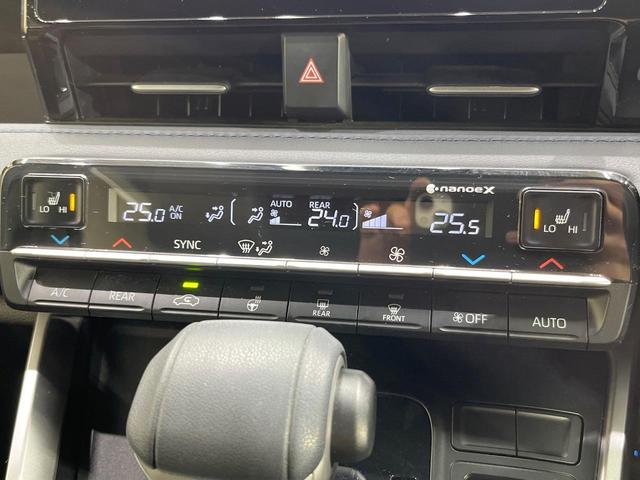 nanoeX
LO HI
25.0 A/C ON
AUTO REAR 24.0
25.5
LO HI
SYNC
A/C
REAR
REAR
FRONT
OFF
AUTO